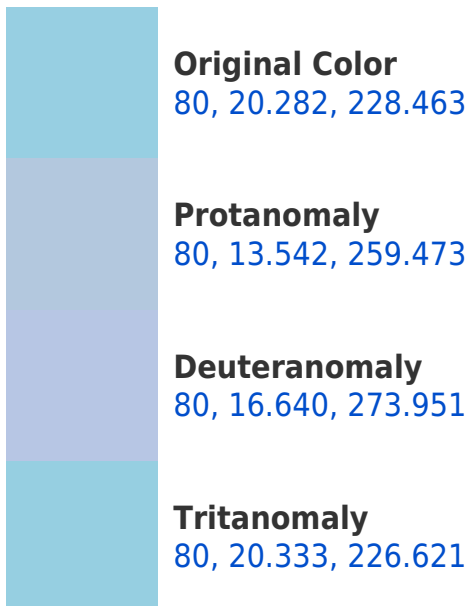 Original Color
80, 20.282, 228.463
Protanomaly
80, 13.542, 259.473
Deuteranomaly
80, 16.640, 273.951
Tritanomaly
80, 20.333, 226.621